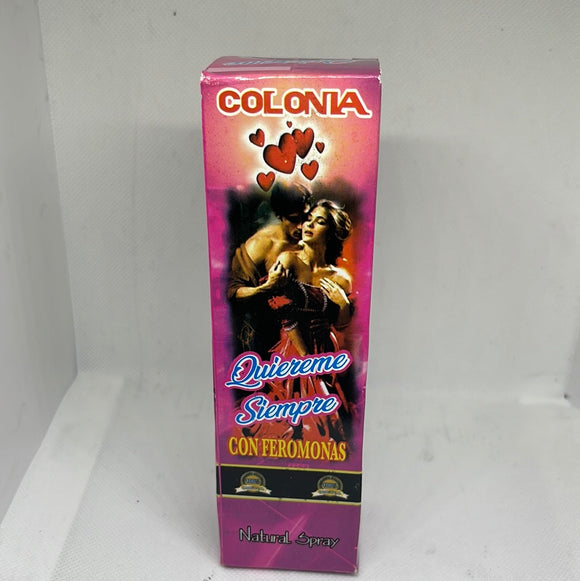 COLONIA
Quiereme
Siempre
CON FEROMONAS
Natural Spray